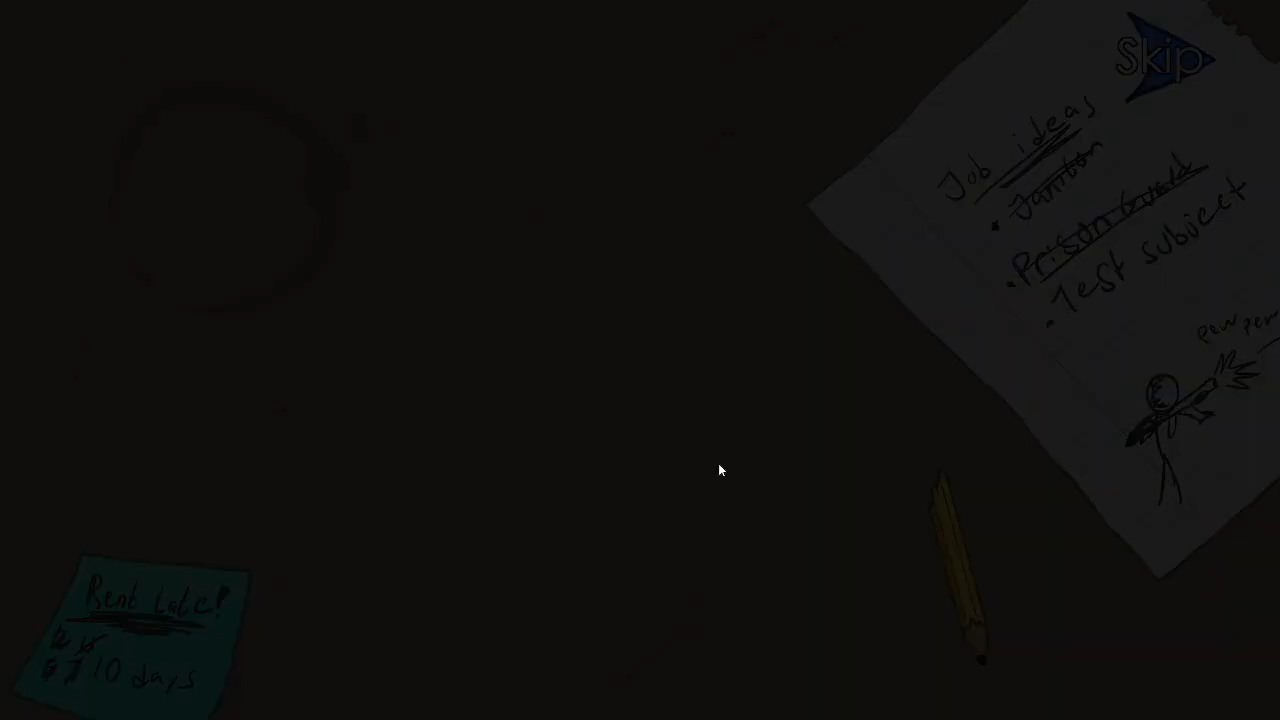 Skip
Job ideas
• Janitor
• Prison Guard
• Test subject
pew pew
Rent Late!
10 days